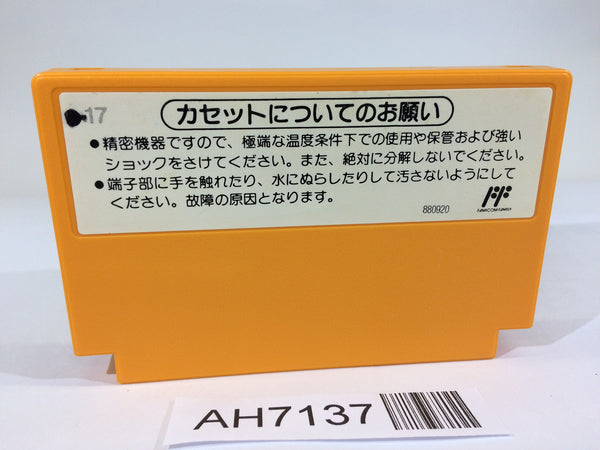 17
カセットについてのお願い
●精密機器ですので、極端な温度条件下での使用や保管および強い
ショックをさけてください。また、絶対に分解しないでください。
●端子部に手を触れたり、水にぬらしたりして汚さないようにして
ください。故障の原因となります。
880920
FAMICOM FAMILY
AH7137